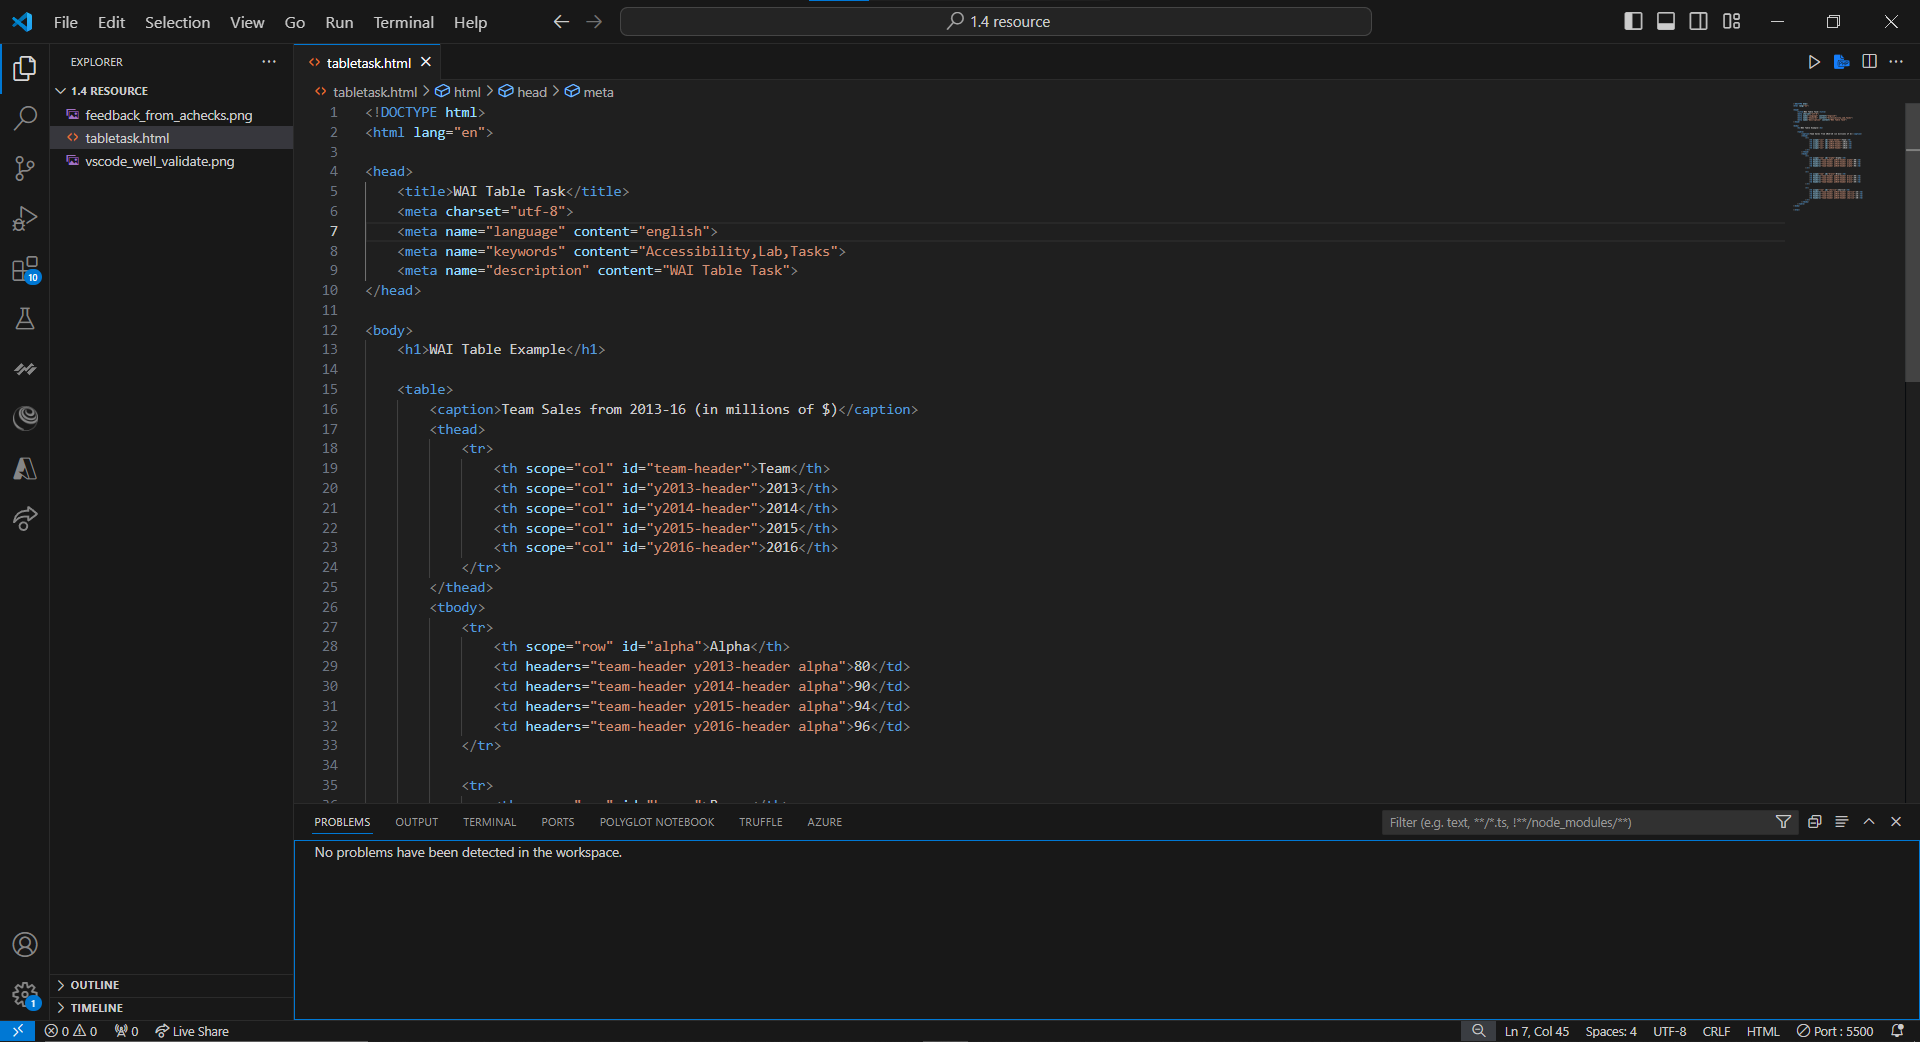 File Edit Selection View Go Run Terminal Help
1.4 resource
EXPLORER
1.4 RESOURCE
feedback_from_achecks.png
tabletask.html
vscode_well_validate.png
10
OUTLINE
TIMELINE
1
tabletask.html
tabletask.html > html > head > meta
1 <!DOCTYPE html>
2 <html lang="en">
3
4 <head>
5 <title>WAI Table Task</title>
6 <meta charset="utf-8">
7 <meta name="language" content="english">
8 <meta name="keywords" content="Accessibility,Lab,Tasks">
9 <meta name="description" content="WAI Table Task">
10 </head>
11
12 <body>
13 <h1>WAI Table Example</h1>
14
15 <table>
16 <caption>Team Sales from 2013-16 (in millions of $)</caption>
17 <thead>
18 <tr>
19 <th scope="col" id="team-header">Team</th>
20 <th scope="col" id="y2013-header">2013</th>
21 <th scope="col" id="y2014-header">2014</th>
22 <th scope="col" id="y2015-header">2015</th>
23 <th scope="col" id="y2016-header">2016</th>
24 </tr>
25 </thead>
26 <tbody>
27 <tr>
28 <th scope="row" id="alpha">Alpha</th>
29 <td headers="team-header y2013-header alpha">80</td>
30 <td headers="team-header y2014-header alpha">90</td>
31 <td headers="team-header y2015-header alpha">94</td>
32 <td headers="team-header y2016-header alpha">96</td>
33 </tr>
34
35 <tr>
PROBLEMS OUTPUT TERMINAL PORTS POLYGLOT NOTEBOOK TRUFFLE AZURE
Filter (e.g. text, **/*.ts, !**/node_modules/**)
No problems have been detected in the workspace.
0 0 0 Live Share
Ln 7, Col 45 Spaces: 4 UTF-8 CRLF HTML Port : 5500